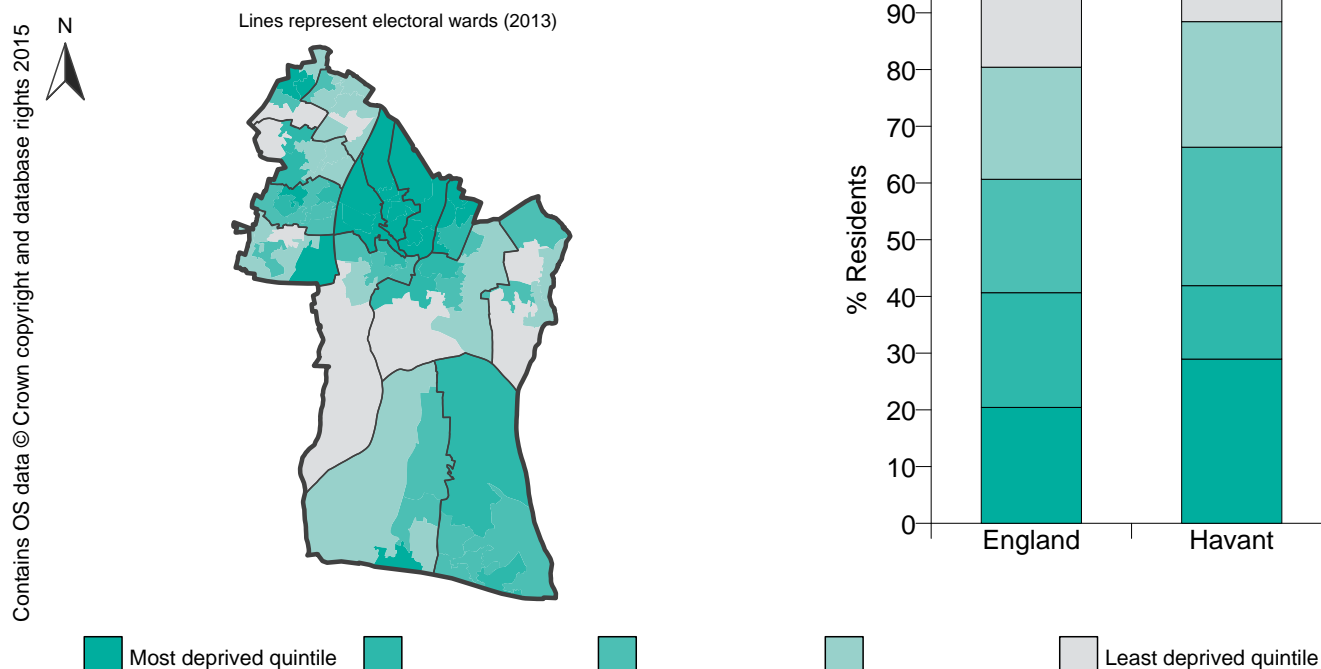 Lines represent electoral wards (2013)
N
Contains OS data © Crown copyright and database rights 2015
90
80
70
60
50
40
30
20
10
0
% Residents
England
Havant
Most deprived quintile
Least deprived quintile